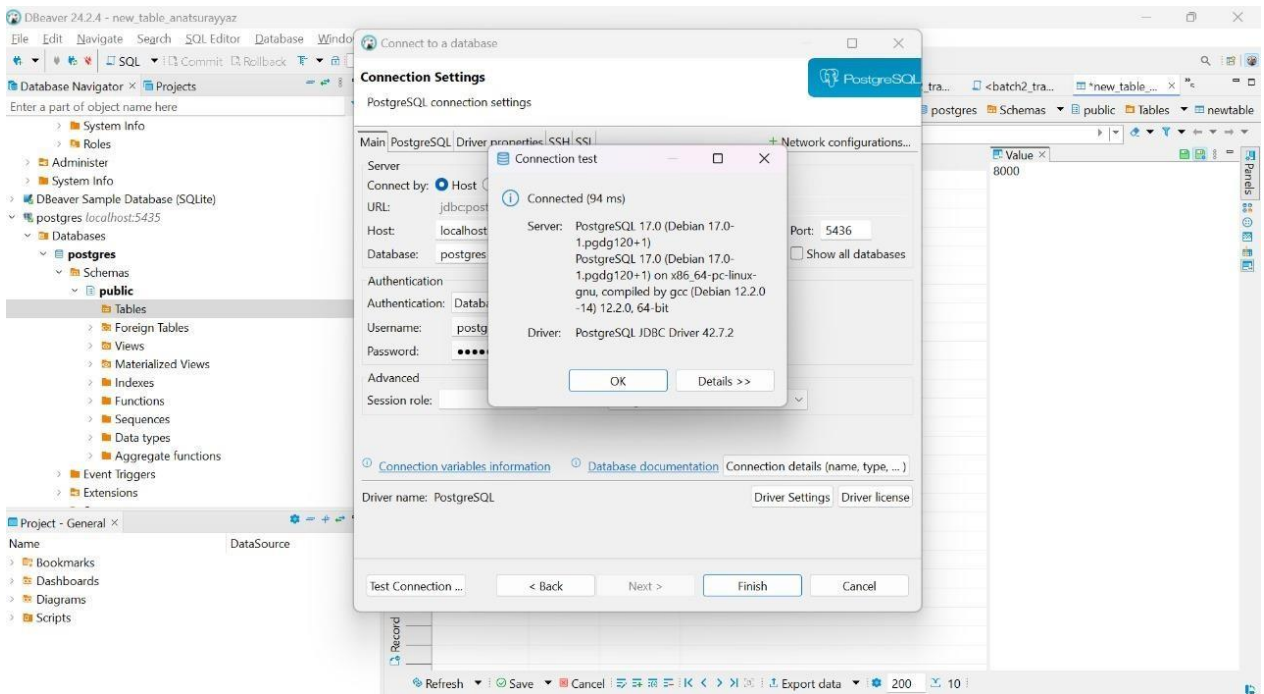 DBeaver 24.2.4 - new_table_anatsurayyaz
File Edit Navigate Search SQL Editor Database Windo
SQL Commit Rollback T
Database Navigator Projects
Enter a part of object name here
System Info
Roles
Administer
System Info
DBeaver Sample Database (SQLite)
postgres localhost:5435
Databases
postgres
Schemas
public
Tables
Foreign Tables
Views
Materialized Views
Indexes
Functions
Sequences
Data types
Aggregate functions
Event Triggers
Extensions
Project - General
Name DataSource
Bookmarks
Dashboards
Diagrams
Scripts
Connect to a database
Connection Settings
PostgreSQL connection settings
PostgreSQL
Main PostgreSQL Driver properties SSH SSL + Network configurations...
Server
Connect by: Host
URL: jdbc:post
Host: localhost Port: 5436
Database: postgres Show all databases
Authentication
Authentication: Databa
Username: postg
Password:
Advanced
Session role:
Connection variables information Database documentation Connection details (name, type, ... )
Driver name: PostgreSQL Driver Settings Driver license
Test Connection ... < Back Next > Finish Cancel
Connection test
Connected (94 ms)
Server: PostgreSQL 17.0 (Debian 17.0-
1.pgdg120+1)
PostgreSQL 17.0 (Debian 17.0-
1.pgdg120+1) on x86_64-pc-linux-
gnu, compiled by gcc (Debian 12.2.0
-14) 12.2.0, 64-bit
Driver: PostgreSQL JDBC Driver 42.7.2
OK Details >>
_tra... <batch2_tra... *new_table_...
postgres Schemas public Tables newtable
Value
8000
Panels
Record
Refresh Save Cancel Export data 200 10